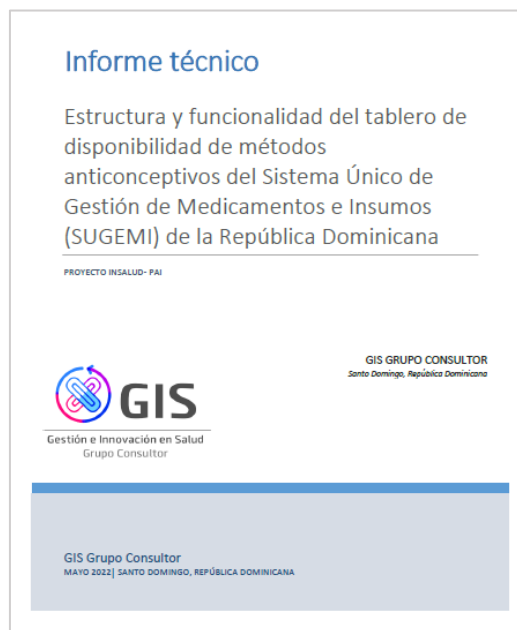 Informe técnico
Estructura y funcionalidad del tablero de
disponibilidad de métodos
anticonceptivos del Sistema Único de
Gestión de Medicamentos e Insumos
(SUGEMI) de la República Dominicana
PROYECTO INSALUD- PAI
GIS GRUPO CONSULTOR
Santo Domingo, República Dominicana
GIS
Gestión e Innovación en Salud
Grupo Consultor
GIS Grupo Consultor
MAYO 2022| SANTO DOMINGO, REPÚBLICA DOMINICANA